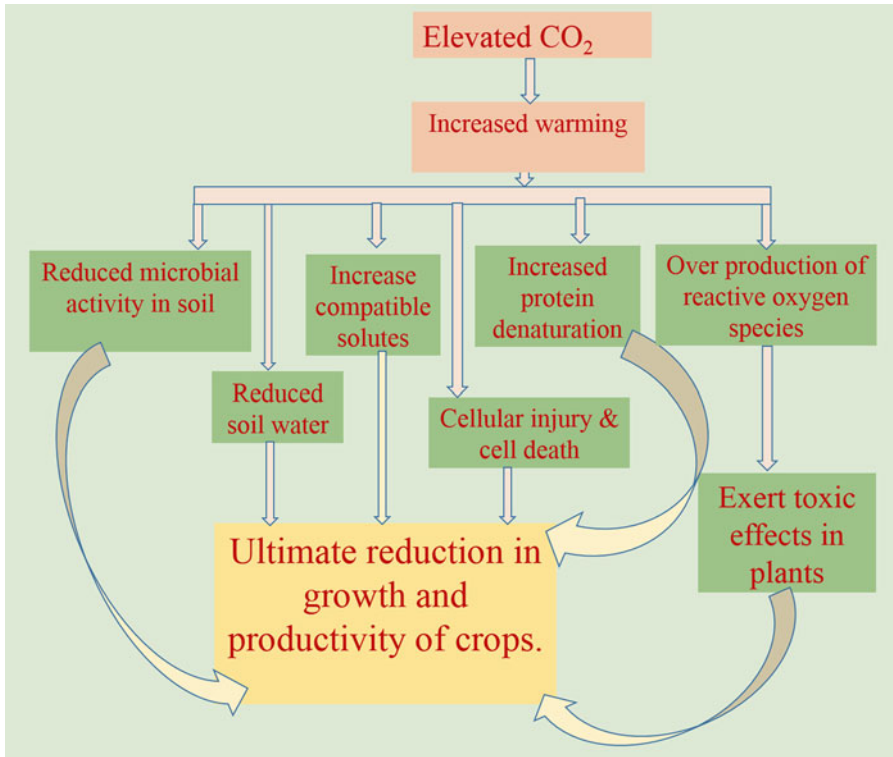 Elevated CO₂
Increased warming
Reduced microbial
activity in soil
Increase
compatible
solutes
Increased
protein
denaturation
Over production of
reactive oxygen
species
Reduced
soil water
Cellular injury &
cell death
Exert toxic
effects in
plants
Ultimate reduction in
growth and
productivity of crops.